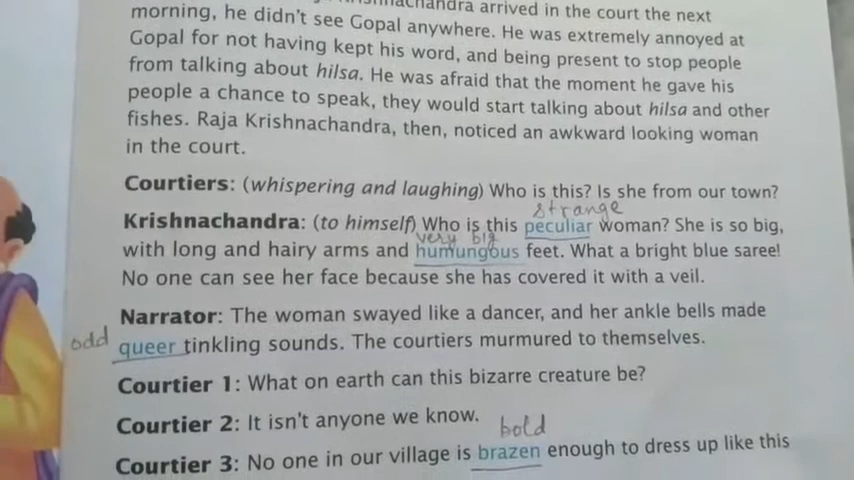 Krishnachandra arrived in the court the next
morning, he didn't see Gopal anywhere. He was extremely annoyed at
Gopal for not having kept his word, and being present to stop people
from talking about hilsa. He was afraid that the moment he gave his
people a chance to speak, they would start talking about hilsa and other
fishes. Raja Krishnachandra, then, noticed an awkward looking woman
in the court.
Courtiers: (whispering and laughing) Who is this? Is she from our town?
strange
Krishnachandra: (to himself) Who is this peculiar woman? She is so big,
very big
with long and hairy arms and humungous feet. What a bright blue saree!
No one can see her face because she has covered it with a veil.
Narrator: The woman swayed like a dancer, and her ankle bells made
odd
queer tinkling sounds. The courtiers murmured to themselves.
Courtier 1: What on earth can this bizarre creature be?
Courtier 2: It isn't anyone we know.
bold
Courtier 3: No one in our village is brazen enough to dress up like this